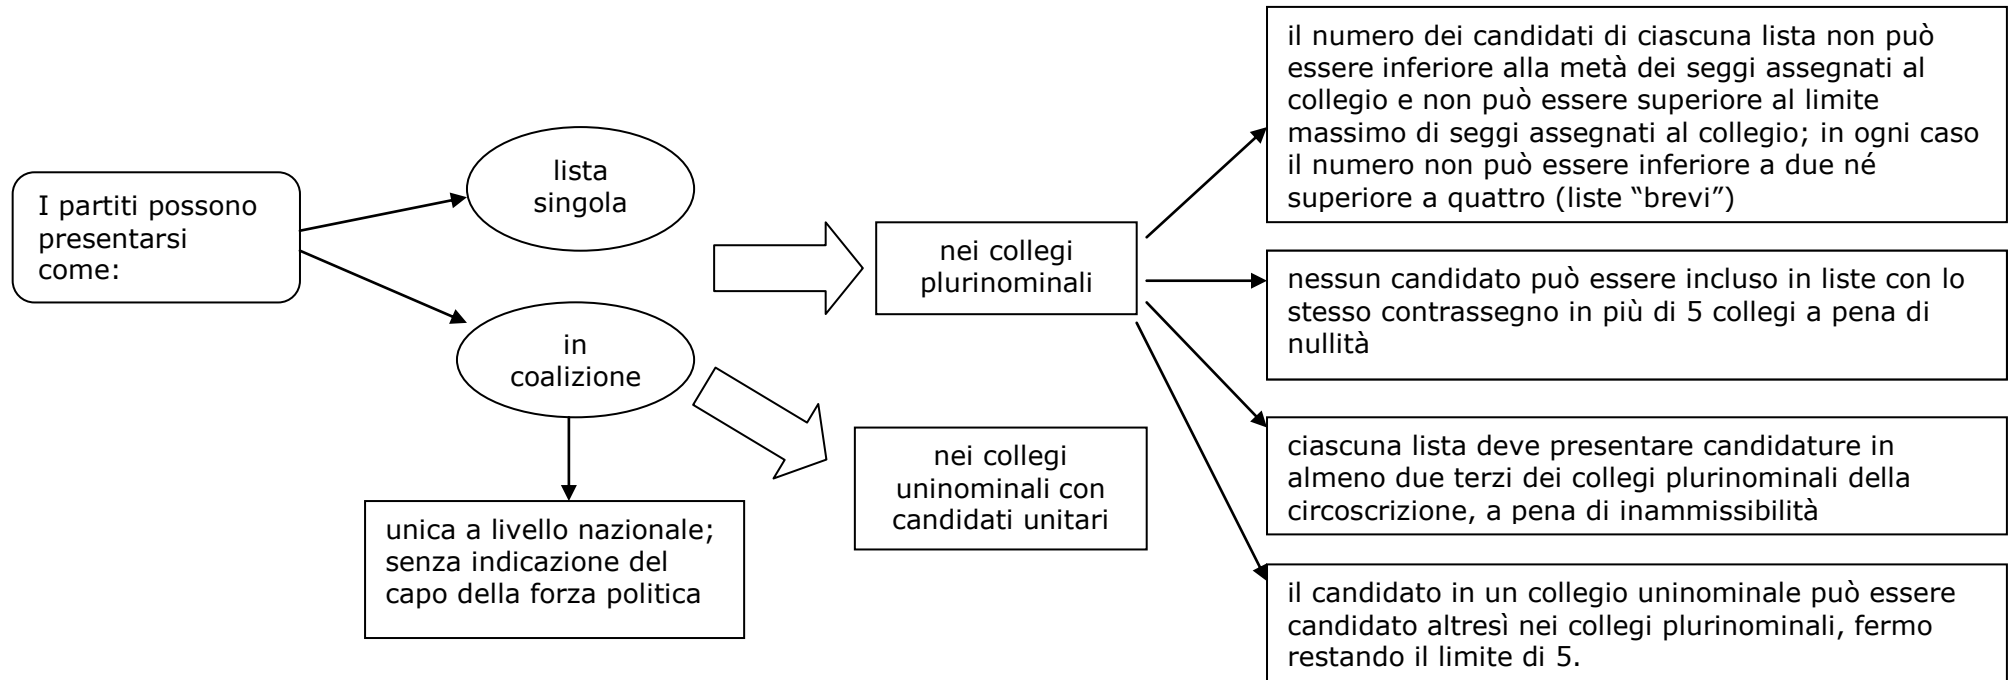 I partiti possono
presentarsi
come:
lista
singola
in
coalizione
unica a livello nazionale;
senza indicazione del
capo della forza politica
nei collegi
plurinominali
nei collegi
uninominali con
candidati unitari
il numero dei candidati di ciascuna lista non può
essere inferiore alla metà dei seggi assegnati al
collegio e non può essere superiore al limite
massimo di seggi assegnati al collegio; in ogni caso
il numero non può essere inferiore a due né
superiore a quattro (liste “brevi”)
nessun candidato può essere incluso in liste con lo
stesso contrassegno in più di 5 collegi a pena di
nullità
ciascuna lista deve presentare candidature in
almeno due terzi dei collegi plurinominali della
circoscrizione, a pena di inammissibilità
il candidato in un collegio uninominale può essere
candidato altresì nei collegi plurinominali, fermo
restando il limite di 5.